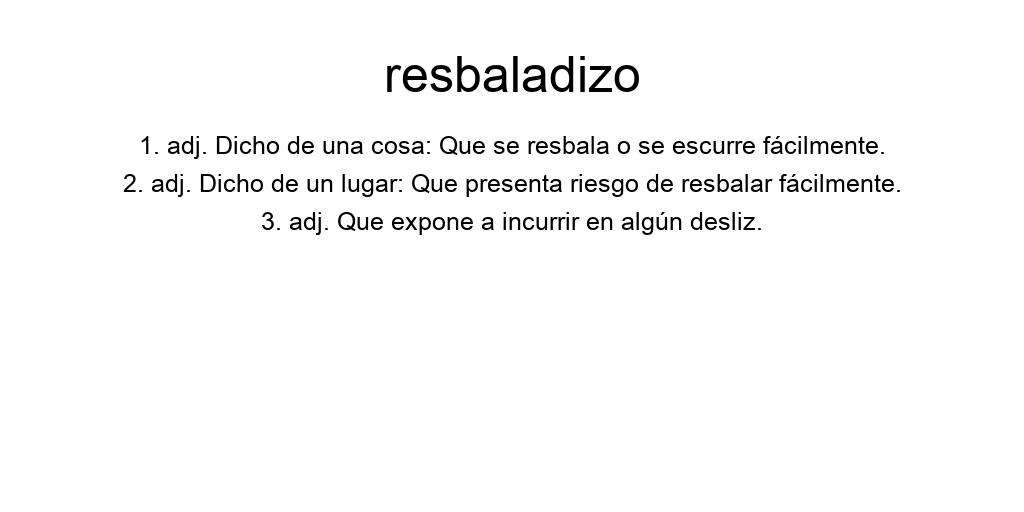 resbaladizo
1. adj. Dicho de una cosa: Que se resbala o se escurre fácilmente.
2. adj. Dicho de un lugar: Que presenta riesgo de resbalar fácilmente.
3. adj. Que expone a incurrir en algún desliz.